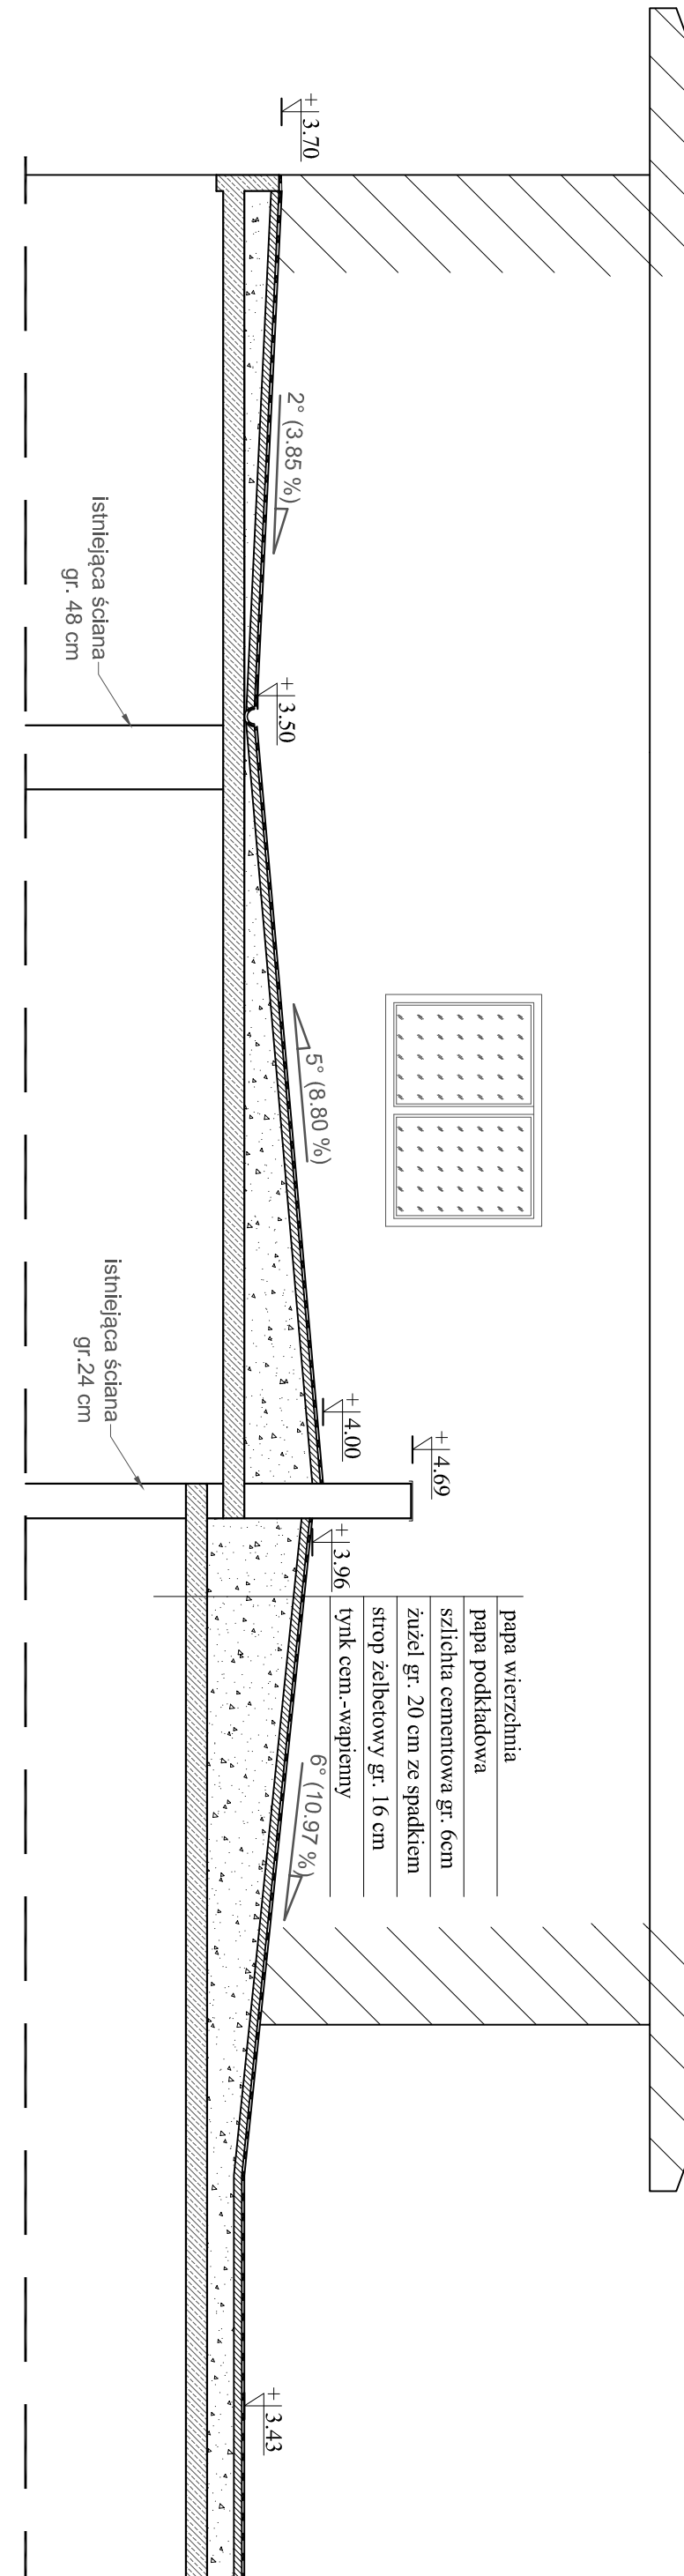 + 3.70
2° (3.85 %)
istniejąca ściana
gr. 48 cm
+ 3.50
5° (8.80 %)
istniejąca ściana
gr.24 cm
+ 4.00
+ 4.69
+ 3.96
papa wierzchnia
papa podkładowa
szlichta cementowa gr. 6cm
żużel gr. 20 cm ze spadkiem
strop żelbetowy gr. 16 cm
tynk cem.-wapienny
6° (10.97 %)
+ 3.43